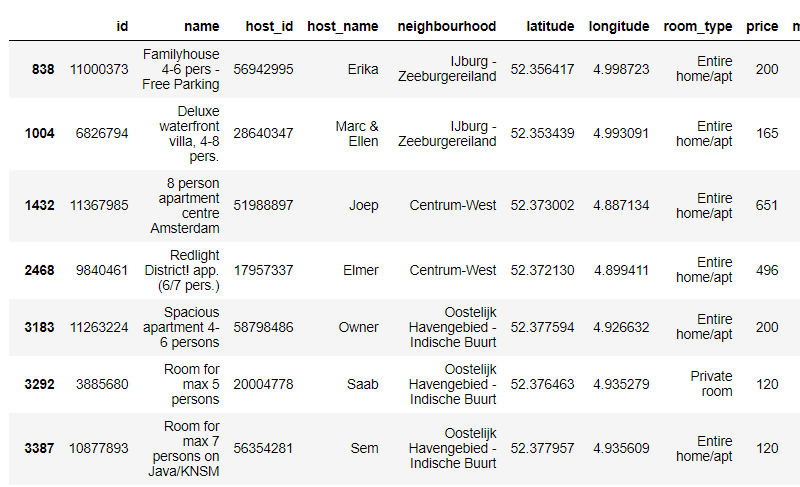 id name host_id host_name neighbourhood latitude longitude room_type price m
838 11000373 Familyhouse 4-6 pers - Free Parking 56942995 Erika IJburg - Zeeburgereiland 52.356417 4.998723 Entire home/apt 200
1004 6826794 Deluxe waterfront villa, 4-8 pers. 28640347 Marc & Ellen IJburg - Zeeburgereiland 52.353439 4.993091 Entire home/apt 165
1432 11367985 8 person apartment centre Amsterdam 51988897 Joep Centrum-West 52.373002 4.887134 Entire home/apt 651
2468 9840461 Redlight District! app. (6/7 pers.) 17957337 Elmer Centrum-West 52.372130 4.899411 Entire home/apt 496
3183 11263224 Spacious apartment 4-6 persons 58798486 Owner Oostelijk Havengebied - Indische Buurt 52.377594 4.926632 Entire home/apt 200
3292 3885680 Room for max 5 persons 20004778 Saab Oostelijk Havengebied - Indische Buurt 52.376463 4.935279 Private room 120
3387 10877893 Room for max 7 persons on Java/KNSM 56354281 Sem Oostelijk Havengebied - Indische Buurt 52.377957 4.935609 Entire home/apt 120